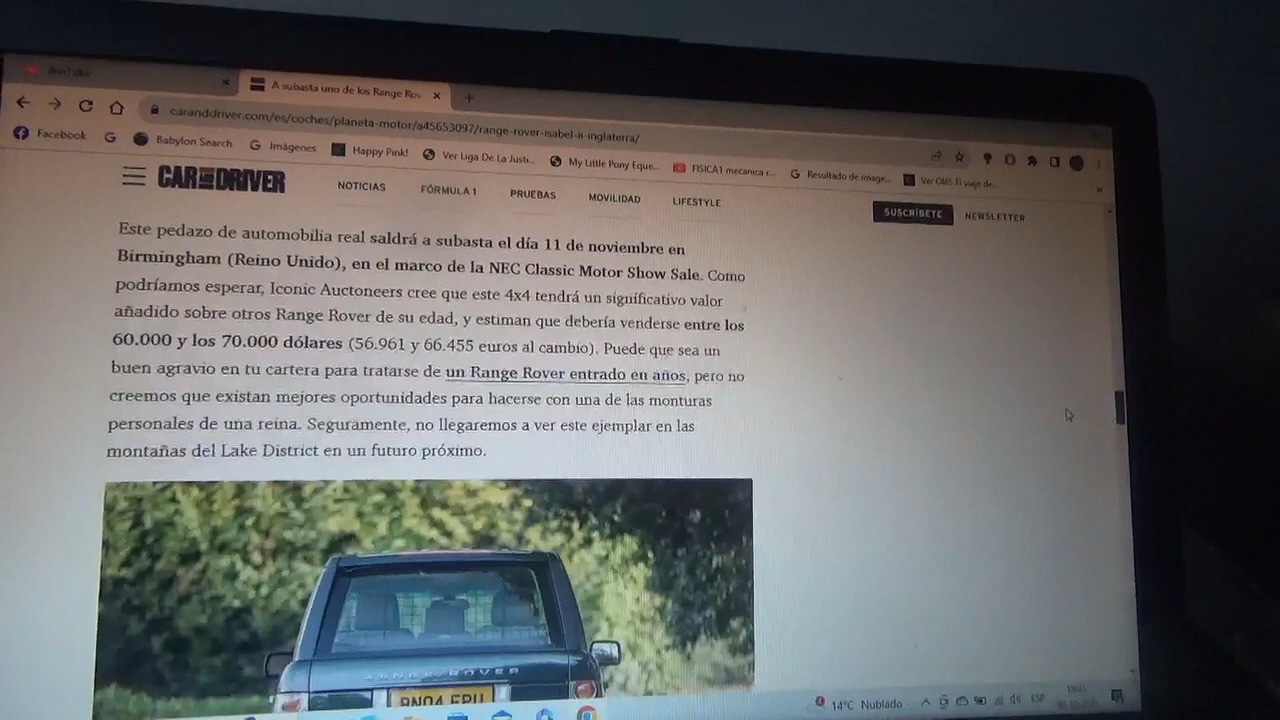 A subasta uno de los Range Rov
caranddriver.com/es/coches/planeta-motor/a45653097/range-rover-isabel-ii-inglaterra/
Facebook
Babylon Search
Imágenes
Happy Pink!
Ver Liga De La Justi...
My Little Pony Eque...
FISICA1 mecanica c...
Resultado de image...
CAR AND DRIVER
NOTICIAS
FÓRMULA 1
PRUEBAS
MOVILIDAD
LIFESTYLE
SUSCRÍBETE
NEWSLETTER
Este pedazo de automobilia real saldrá a subasta el día 11 de noviembre en
Birmingham (Reino Unido), en el marco de la NEC Classic Motor Show Sale. Como
podríamos esperar, Iconic Auctoneers cree que este 4x4 tendrá un significativo valor
añadido sobre otros Range Rover de su edad, y estiman que debería venderse entre los
60.000 y los 70.000 dólares (56.961 y 66.455 euros al cambio). Puede que sea un
buen agravio en tu cartera para tratarse de un Range Rover entrado en años, pero no
creemos que existan mejores oportunidades para hacerse con una de las monturas
personales de una reina. Seguramente, no llegaremos a ver este ejemplar en las
montañas del Lake District en un futuro próximo.
RANGE ROVER
14°C Nublado
ESP